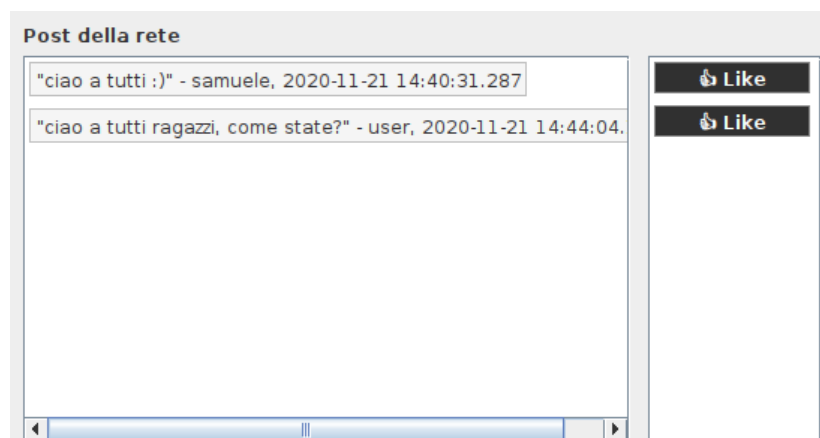 Post della rete
"ciao a tutti :)" - samuele, 2020-11-21 14:40:31.287
👍 Like
"ciao a tutti ragazzi, come state?" - user, 2020-11-21 14:44:04.
👍 Like